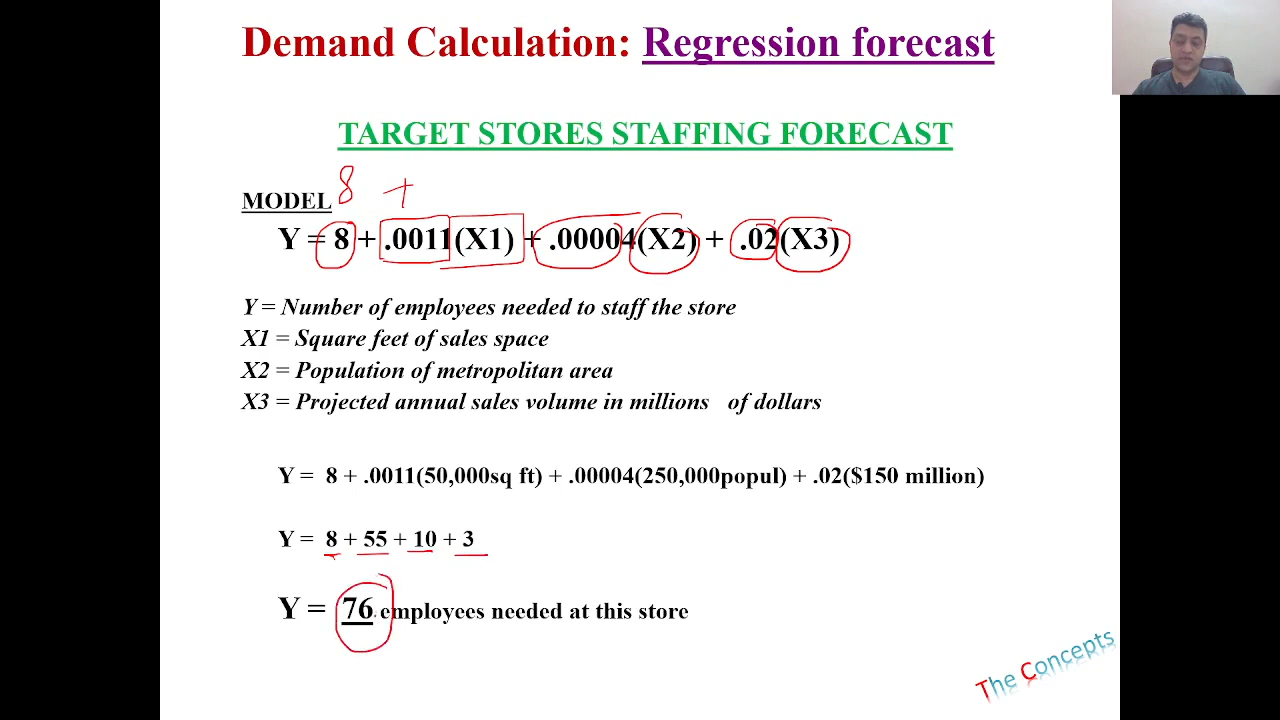 Demand Calculation: Regression forecast
TARGET STORES STAFFING FORECAST
8 +
MODEL
Y = 8 + .0011(X1) + .00004(X2) + .02(X3)
Y = Number of employees needed to staff the store
X1 = Square feet of sales space
X2 = Population of metropolitan area
X3 = Projected annual sales volume in millions of dollars
Y = 8 + .0011(50,000sq ft) + .00004(250,000popul) + .02($150 million)
Y = 8 + 55 + 10 + 3
Y = 76 employees needed at this store
The Concepts